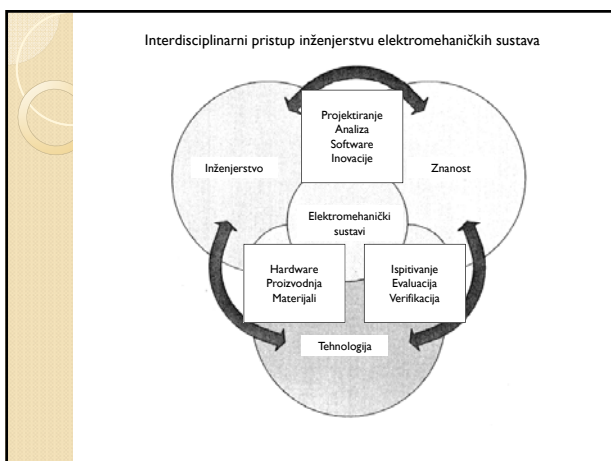 Interdisciplinarni pristup inženjerstvu elektromehaničkih sustava
Projektiranje
Analiza
Software
Inovacije
Inženjerstvo
Znanost
Elektromehanički
sustavi
Hardware
Proizvodnja
Materijali
Ispitivanje
Evaluacija
Verifikacija
Tehnologija